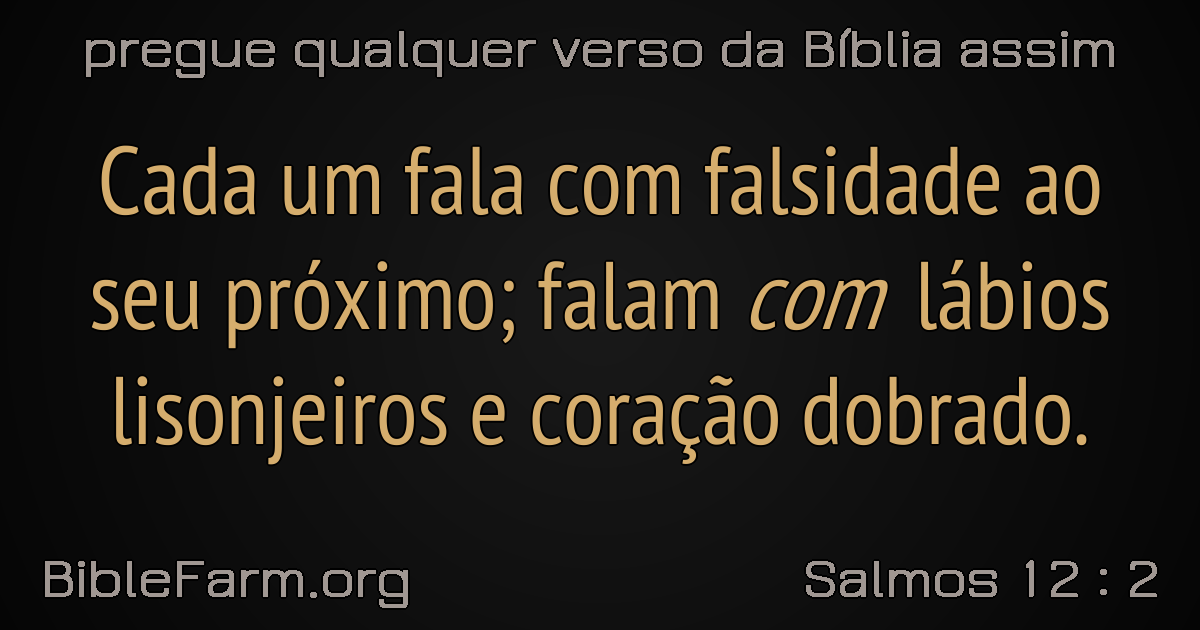 pregue qualquer verso da Bíblia assim
Cada um fala com falsidade ao
seu próximo; falam com lábios
lisonjeiros e coração dobrado.
BibleFarm.org
Salmos 12 : 2